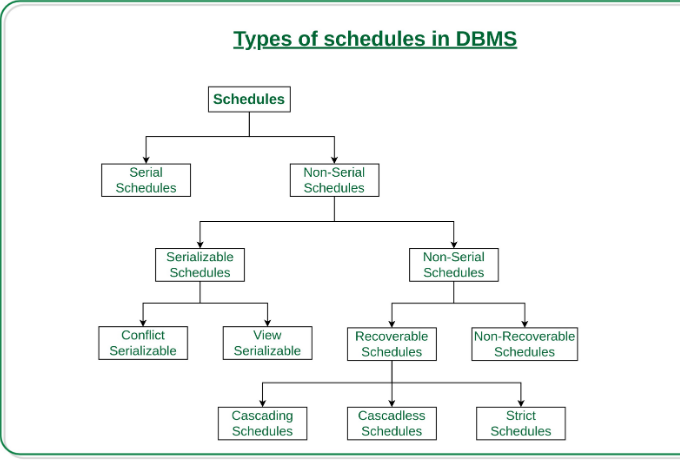 Types of schedules in DBMS
Schedules
Serial
Schedules
Non-Serial
Schedules
Serializable
Schedules
Non-Serial
Schedules
Conflict
Serializable
View
Serializable
Recoverable
Schedules
Non-Recoverable
Schedules
Cascading
Schedules
Cascadless
Schedules
Strict
Schedules